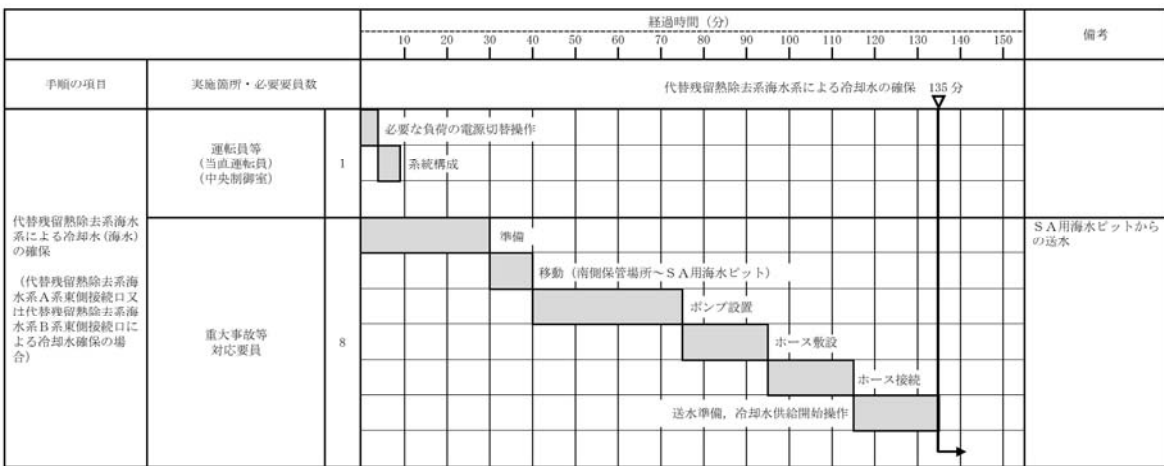 経過時間（分）
備考
10 20 30 40 50 60 70 80 90 100 110 120 130 140 150
手順の項目
実施箇所・必要要員数
代替残留熱除去系海水系による冷却水の確保　135 分
運転員等
（当直運転員）
（中央制御室）
1
必要な負荷の電源切替操作
系統構成
代替残留熱除去系海水
系による冷却水（海水）
の確保
（代替残留熱除去系海
水系Ａ系東側接続口又
は代替残留熱除去系海
水系Ｂ系東側接続口に
よる冷却水確保の場
合）
重大事故等
対応要員
8
準備
移動（南側保管場所～ＳＡ用海水ピット）
ポンプ設置
ホース敷設
ホース接続
送水準備，冷却水供給開始操作
ＳＡ用海水ピットから
の送水